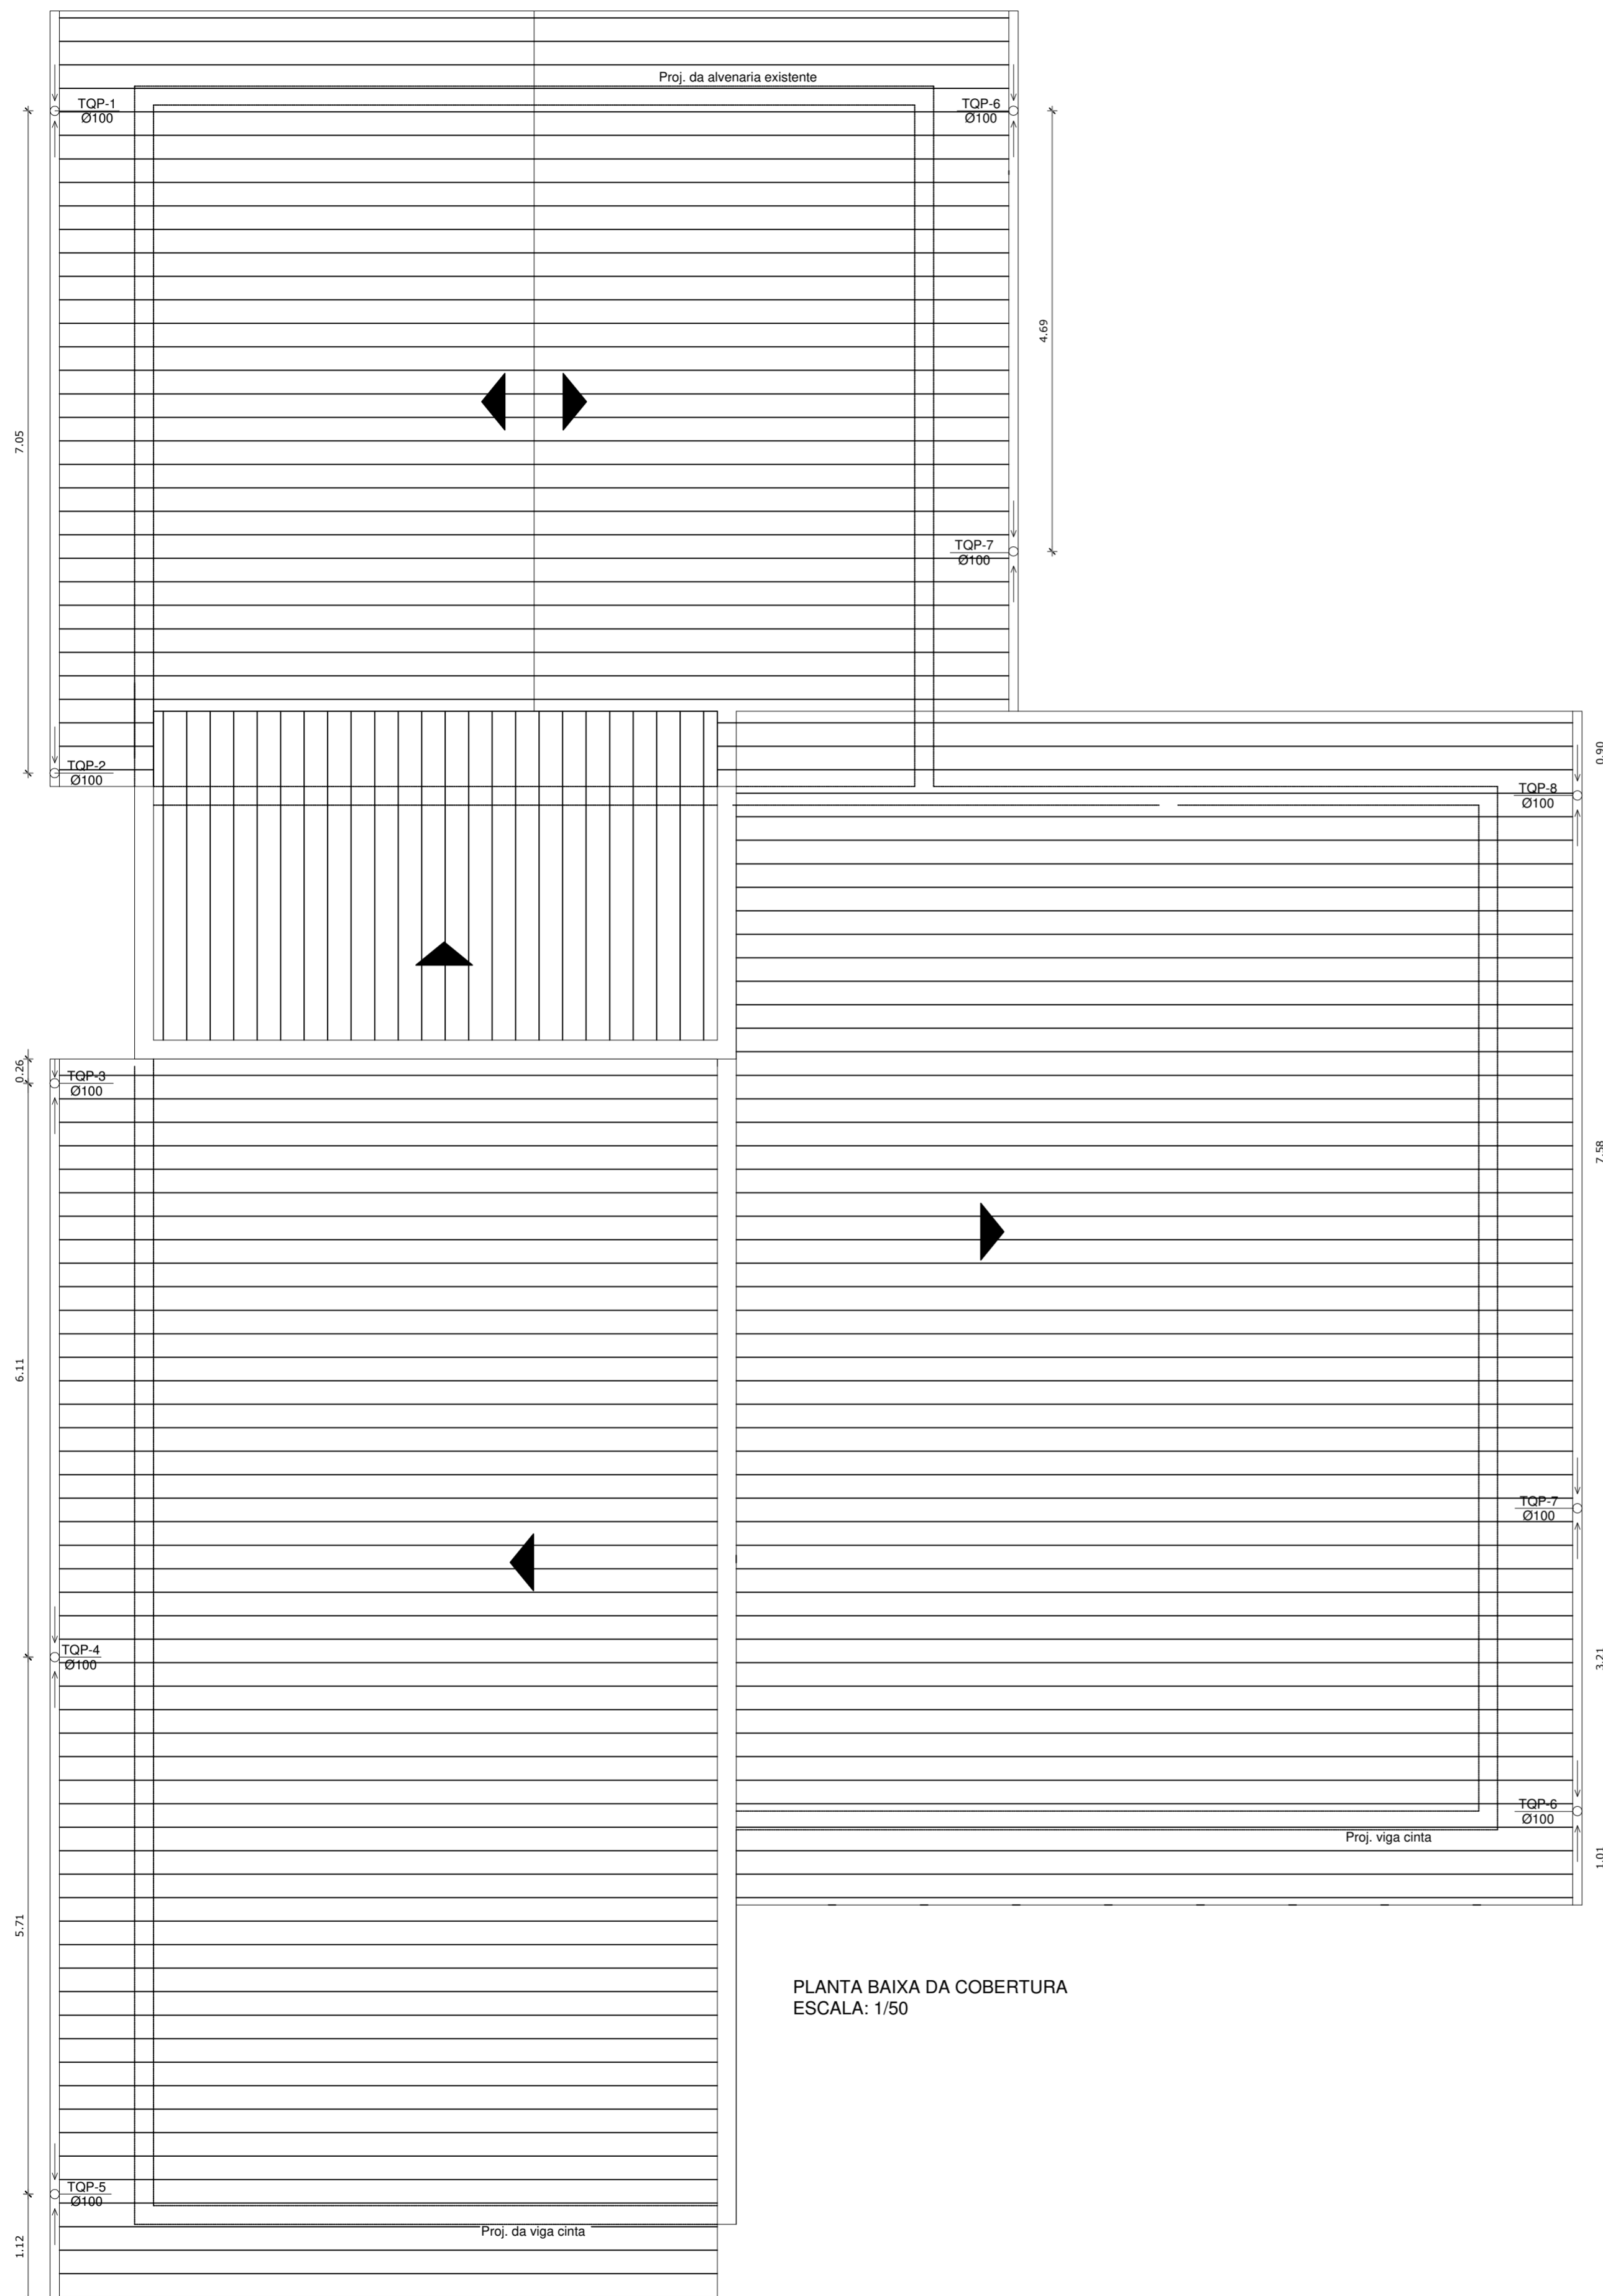 Proj. da alvenaria existente
TQP-1
Ø100
TQP-6
Ø100
4.69
7.05
TQP-7
Ø100
0.90
TQP-2
Ø100
TQP-8
Ø100
0.26
TQP-3
Ø100
7.58
6.11
TQP-7
Ø100
TQP-4
Ø100
3.21
TQP-6
Ø100
Proj. viga cinta
1.01
5.71
PLANTA BAIXA DA COBERTURA
ESCALA: 1/50
TQP-5
Ø100
Proj. da viga cinta
1.12